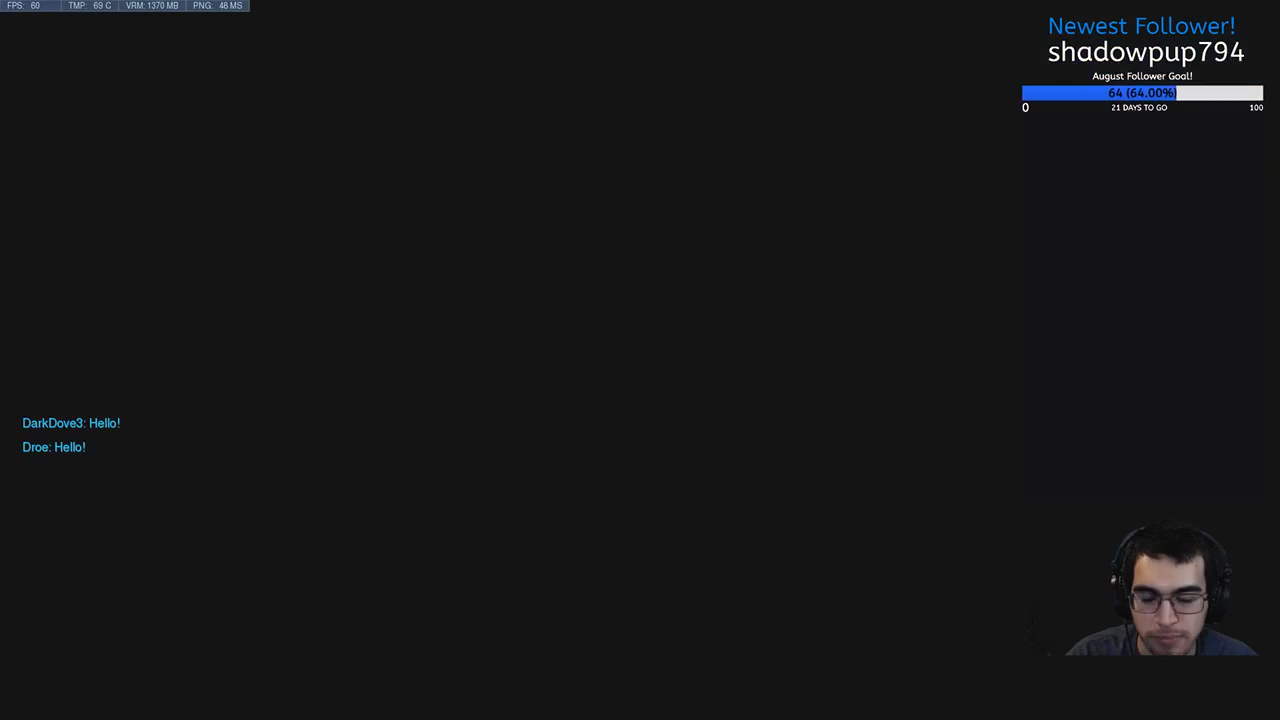 FPS: 60 TMP: 69 C VRM: 1370 MB PNG: 48 MS
Newest Follower!
shadowpup794
August Follower Goal!
64 (64.00%)
0 21 DAYS TO GO 100
DarkDove3: Hello!
Droe: Hello!